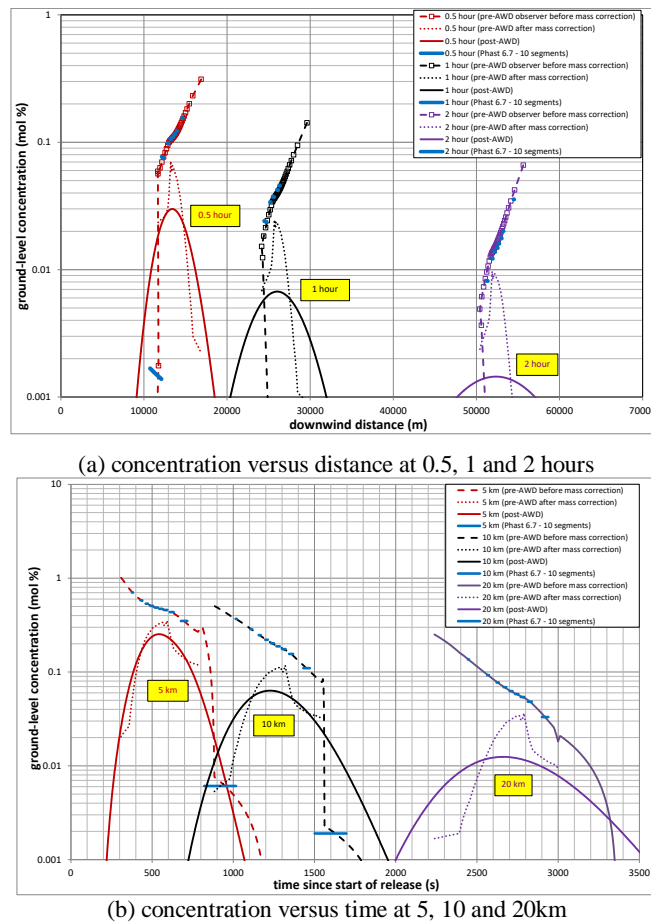 0.5 hour (pre-AWD observer before mass correction)
0.5 hour (pre-AWD after mass correction)
0.5 hour (post-AWD)
0.5 hour (Phast 6.7 - 10 segments)
1 hour (pre-AWD observer before mass correction)
1 hour (pre-AWD after mass correction)
1 hour (post-AWD)
1 hour (Phast 6.7 - 10 segments)
2 hour (pre-AWD observer before mass correction)
2 hour (pre-AWD after mass correction)
2 hour (post-AWD)
2 hour (Phast 6.7 - 10 segments)
ground-level concentration (mol %)
1
0.1
0.01
0.001
0.5 hour
1 hour
2 hour
0 10000 20000 30000 40000 50000 60000 7000
downwind distance (m)
(a) concentration versus distance at 0.5, 1 and 2 hours
5 km (pre-AWD before mass correction)
5 km (pre-AWD after mass correction)
5 km (post-AWD)
5 km (Phast 6.7 - 10 segments)
10 km (pre-AWD before mass correction)
10 km (pre-AWD after mass correction)
10 km (post-AWD)
10 km (Phast 6.7 - 10 segments)
20 km (pre-AWD before mass correction)
20 km (pre-AWD after mass correction)
20 km (post-AWD)
20 km (Phast 6.7 - 10 segments)
ground-level concentration (mol %)
10
1
0.1
0.01
0.001
5 km
10 km
20 km
0 500 1000 1500 2000 2500 3000 3500
time since start of release (s)
(b) concentration versus time at 5, 10 and 20km